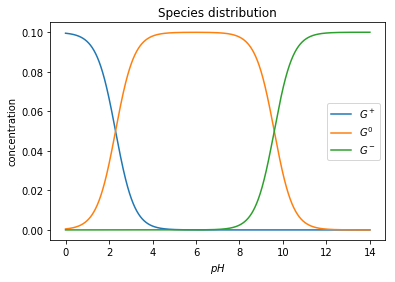 Species distribution
concentration
0.10
0.08
0.06
0.04
0.02
0.00
G⁺
G⁰
G⁻
0 2 4 6 8 10 12 14
pH